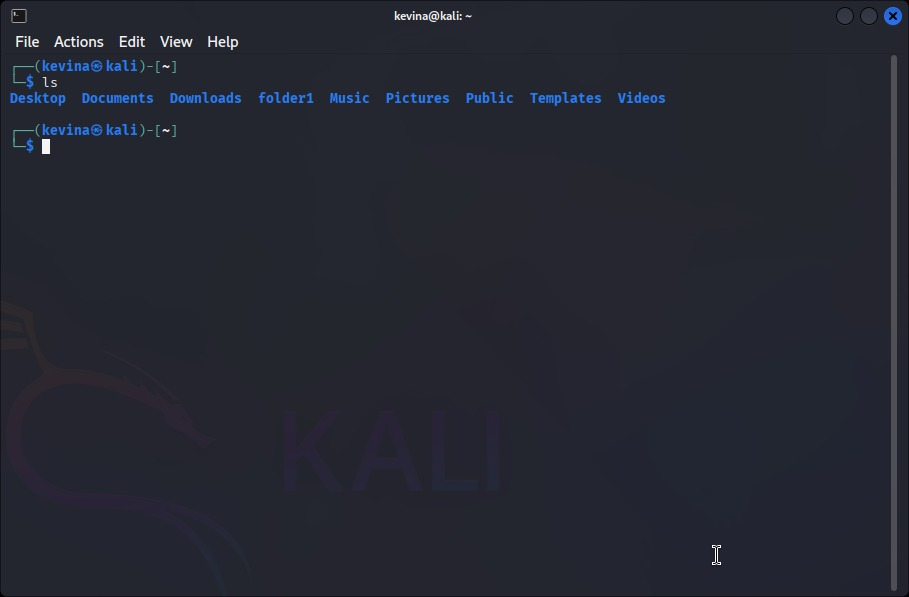 kevina@kali: ~
File Actions Edit View Help
┌──(kevina㉿kali)-[~]
└─$ ls
Desktop Documents Downloads folder1 Music Pictures Public Templates Videos
┌──(kevina㉿kali)-[~]
└─$
KALI